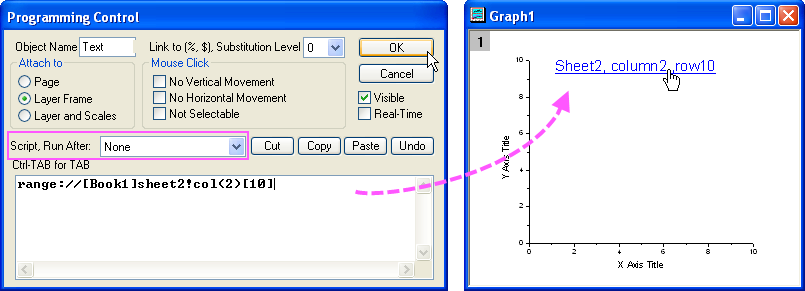 Programming Control
Object Name Text Link to (%, $), Substitution Level 0 OK
Attach to Mouse Click Cancel
Page No Vertical Movement Visible
Layer Frame No Horizontal Movement Real-Time
Layer and Scales Not Selectable
Script, Run After: None Cut Copy Paste Undo
Ctrl-TAB for TAB
range://[Book1]sheet2!col(2)[10]
Graph1
1
Sheet2, column2, row10
10
8
6
4
2
0
Y Axis Title
0 2 4 6 8 10
X Axis Title